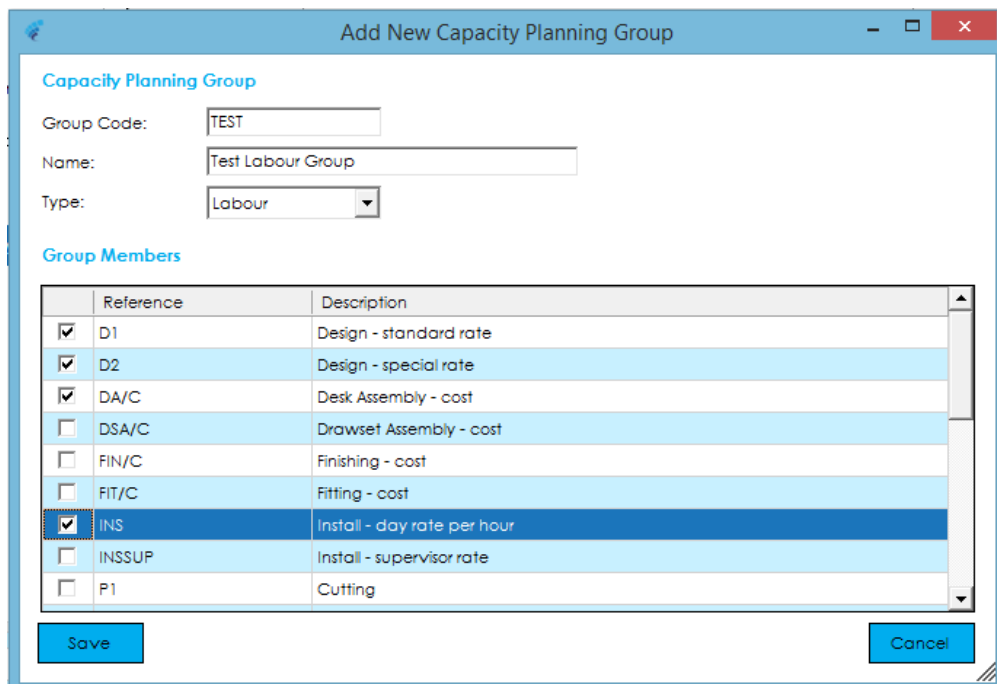 Add New Capacity Planning Group
Capacity Planning Group
Group Code: TEST
Name: Test Labour Group
Type: Labour
Group Members
Reference Description
D1 Design - standard rate
D2 Design - special rate
DA/C Desk Assembly - cost
DSA/C Drawset Assembly - cost
FIN/C Finishing - cost
FIT/C Fitting - cost
INS Install - day rate per hour
INSSUP Install - supervisor rate
P1 Cutting
Save Cancel